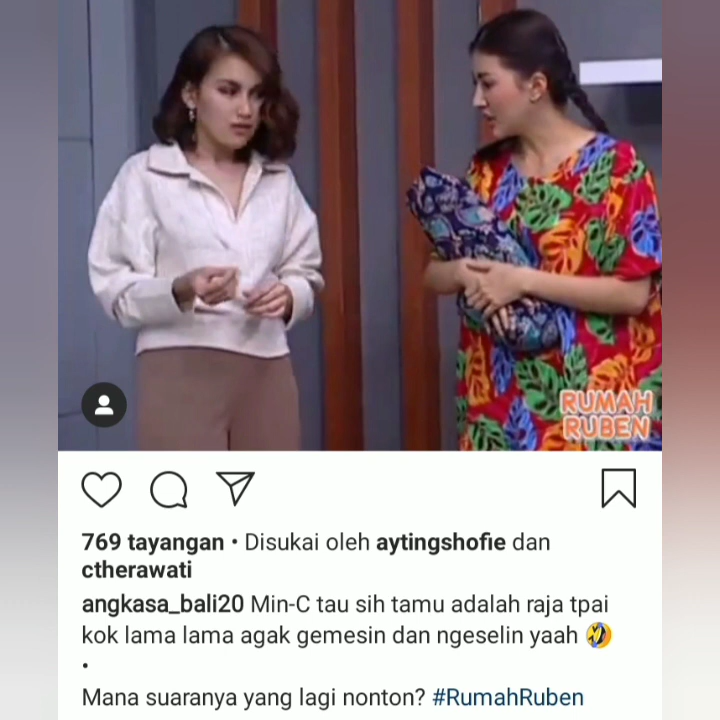 RUMAH
RUBEN
769 tayangan • Disukai oleh aytingshofie dan
ctherawati
angkasa_bali20 Min-C tau sih tamu adalah raja tpai
kok lama lama agak gemesin dan ngeselin yaah 🤣
•
Mana suaranya yang lagi nonton? #RumahRuben